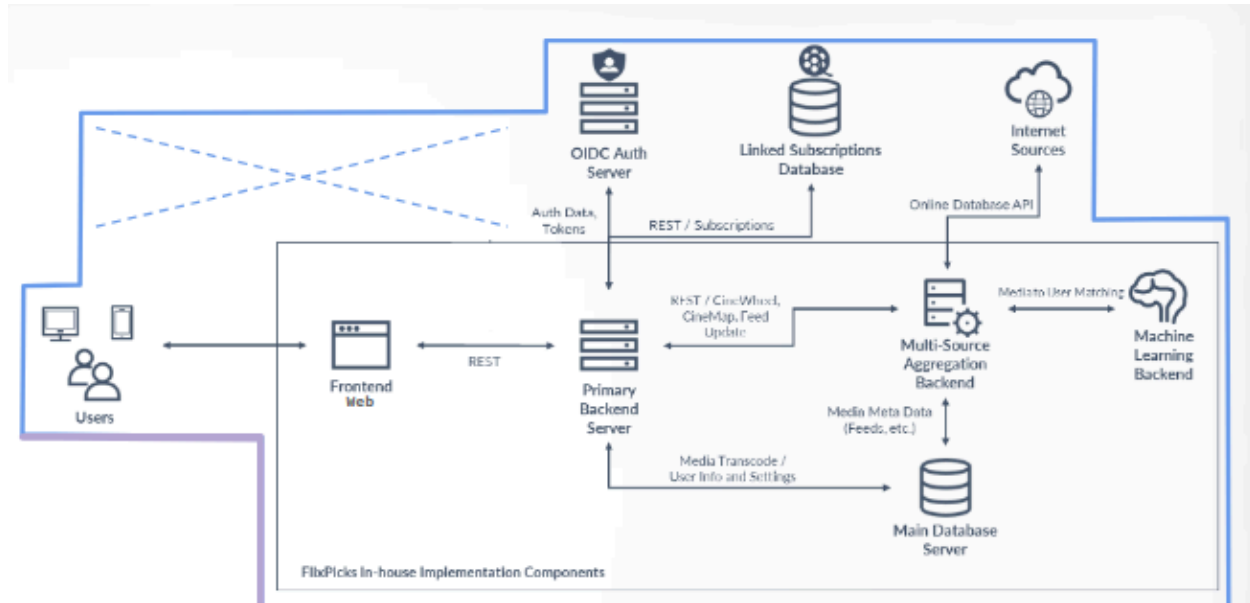 OIDC Auth
Server
Linked Subscriptions
Database
Internet
Sources
Auth Data,
Tokens
REST / Subscriptions
Online Database API
Users
Frontend
Web
REST
Primary
Backend
Server
REST / CineWheel,
CineMap, Feed
Update
Multi-Source
Aggregation
Backend
Media to User Matching
Machine
Learning
Backend
Media Meta Data
(Feeds, etc.)
Media Transcode /
User Info and Settings
Main Database
Server
FlixPicks In-house Implementation Components